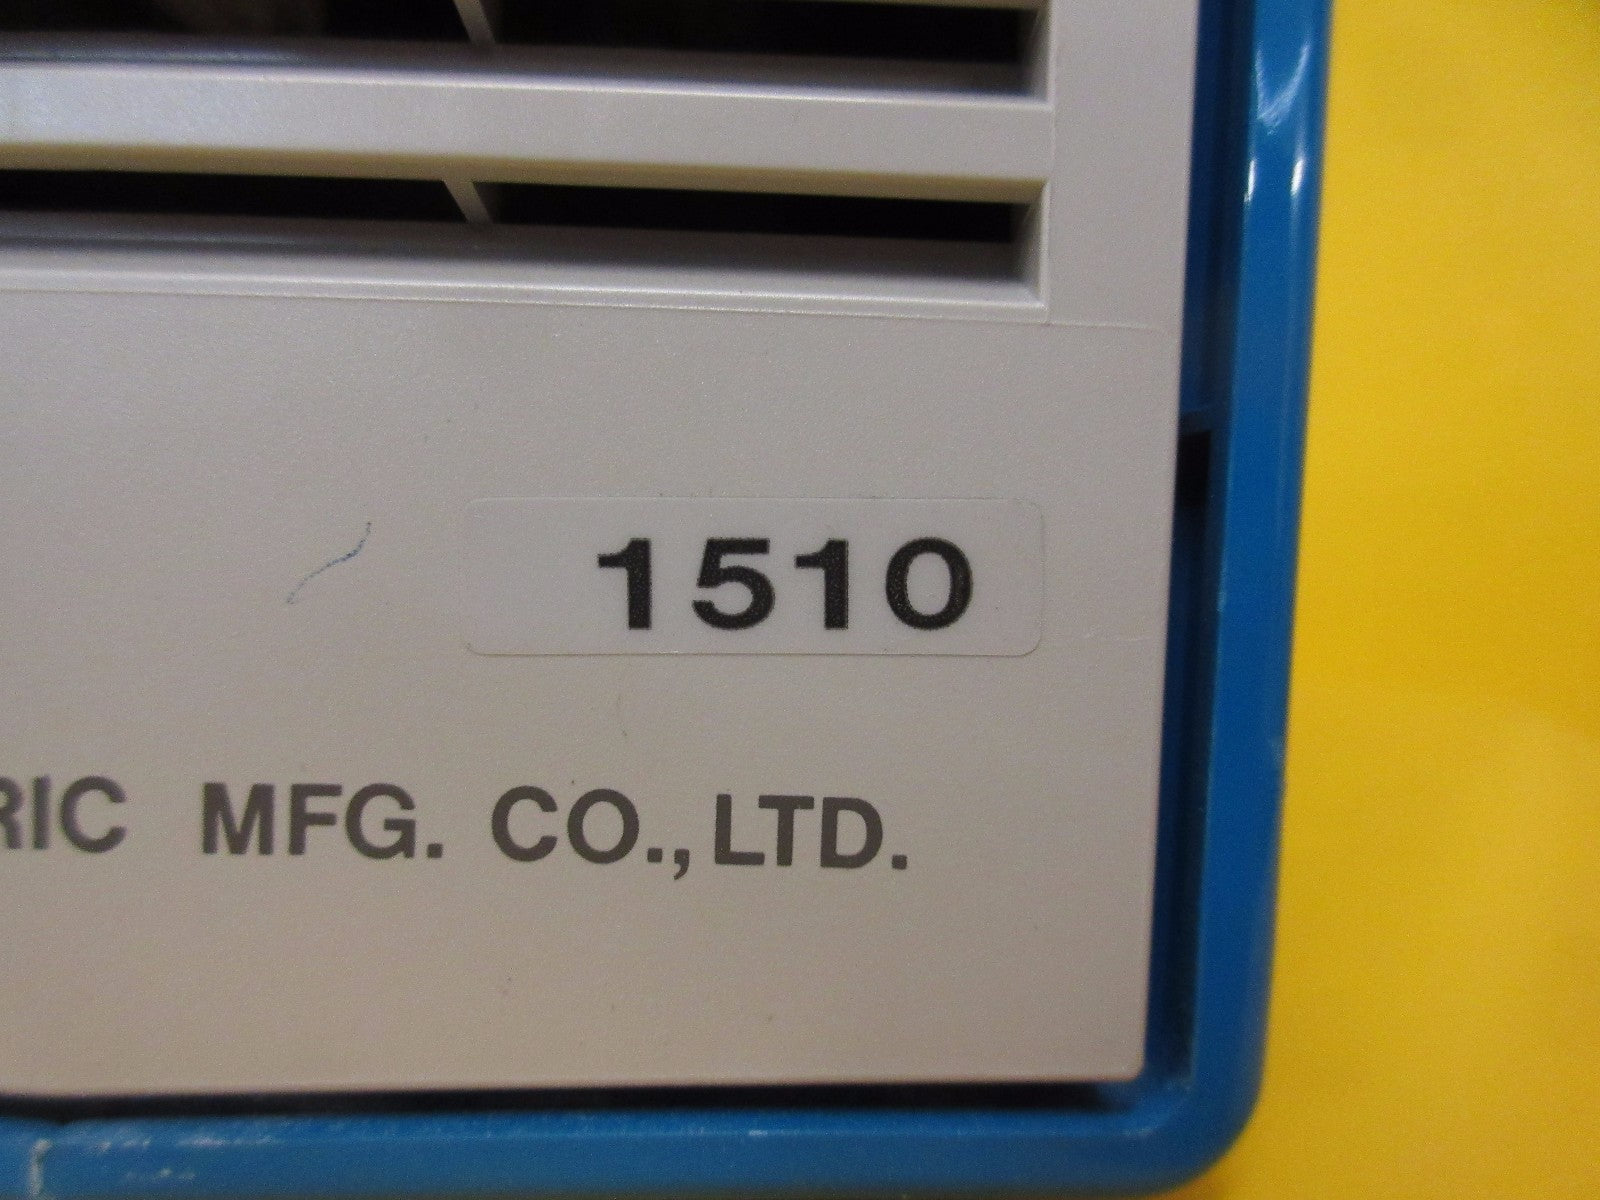 1510
RIC MFG. CO., LTD.